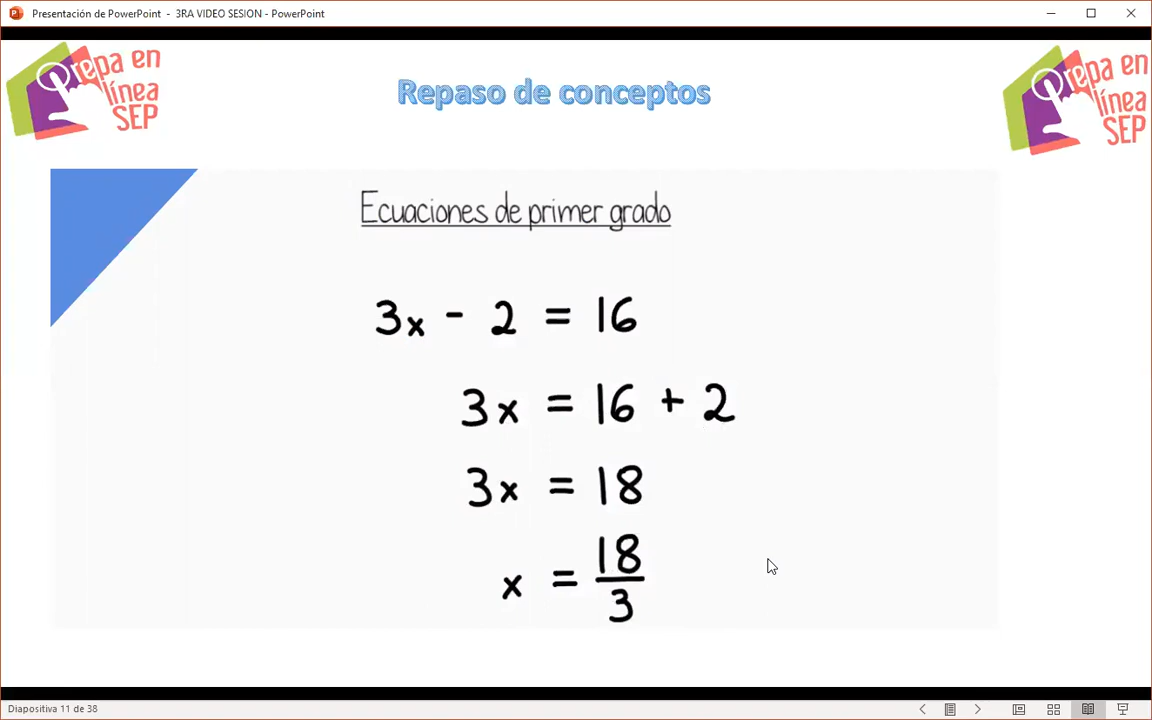 Presentación de PowerPoint - 3RA VIDEO SESION - PowerPoint
Prepa en
línea
SEP
Repaso de conceptos
Prepa en
línea
SEP
Ecuaciones de primer grado
3x - 2 = 16
3x = 16 + 2
3x = 18
x = 18/3
Diapositiva 11 de 38